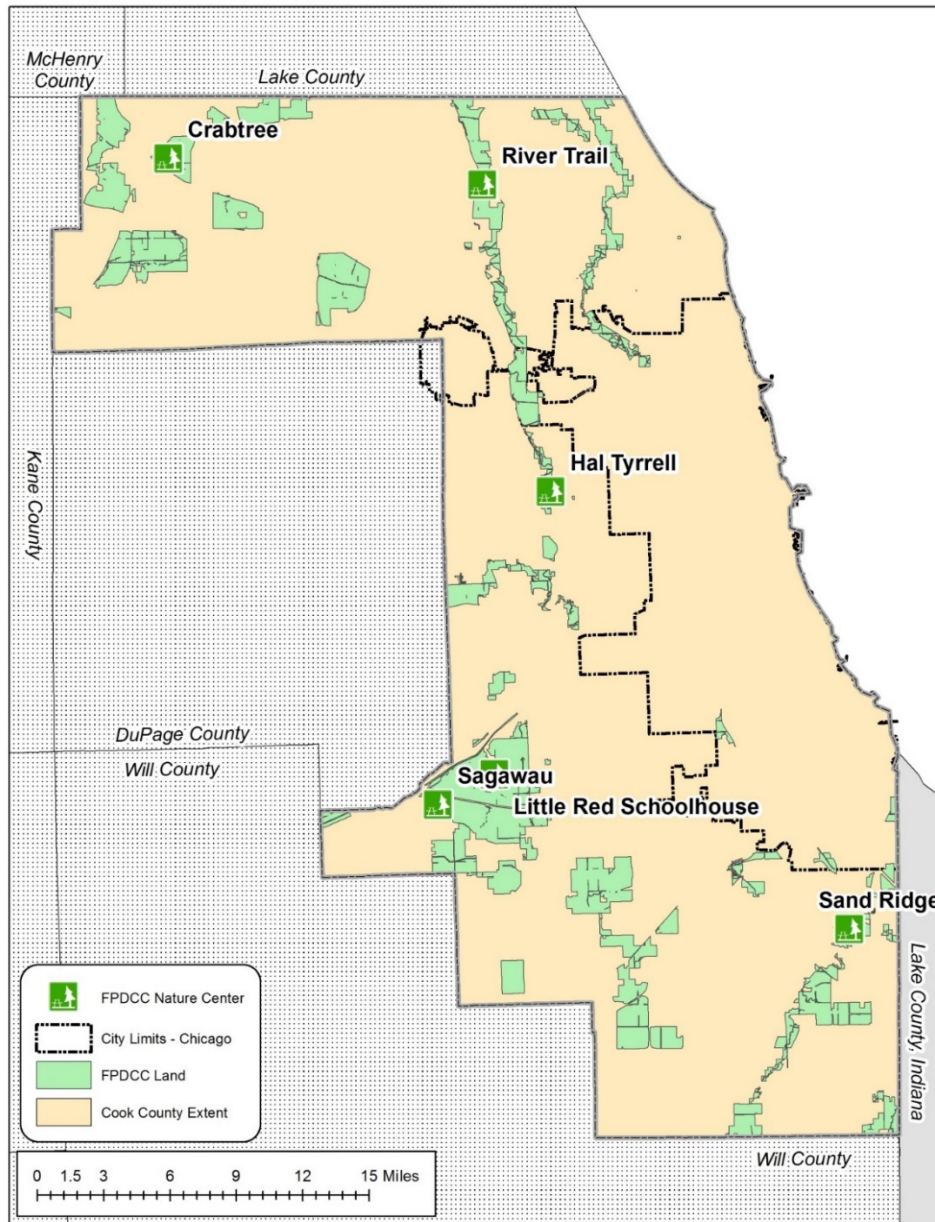 McHenry
County
Lake County
Crabtree
River Trail
Hal Tyrrell
Kane County
DuPage County
Will County
Sagawau
Little Red Schoolhouse
Sand Ridge
Lake County, Indiana
FPDCC Nature Center
City Limits - Chicago
FPDCC Land
Cook County Extent
Will County
0 1.5 3 6 9 12 15 Miles